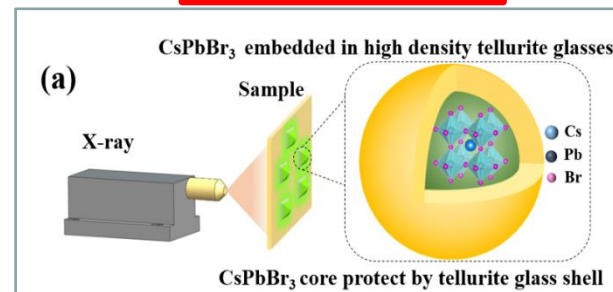 CsPbBr₃ embedded in high density tellurite glasses
(a)
Sample
X-ray
Cs
Pb
Br
CsPbBr₃ core protect by tellurite glass shell